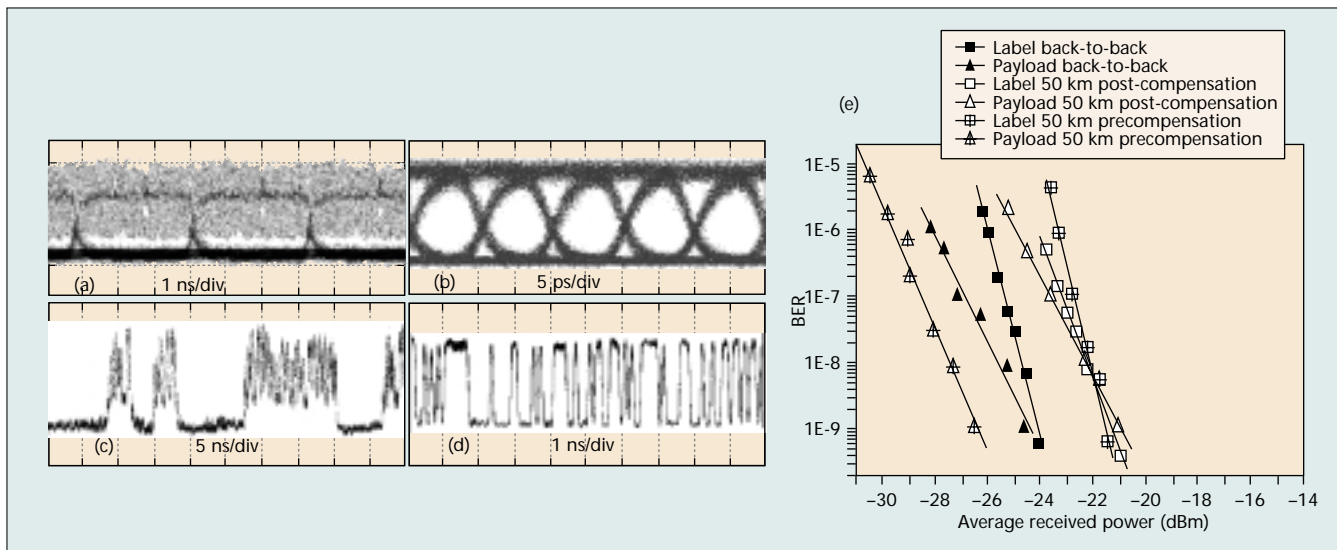 Label back-to-back
Payload back-to-back
Label 50 km post-compensation
Payload 50 km post-compensation
Label 50 km precompensation
Payload 50 km precompensation
(e)
(a)
1 ns/div
(b)
5 ps/div
(c)
5 ns/div
(d)
1 ns/div
BER
1E-5
1E-6
1E-7
1E-8
1E-9
–30 –28 –26 –24 –22 –20 –18 –16 –14
Average received power (dBm)